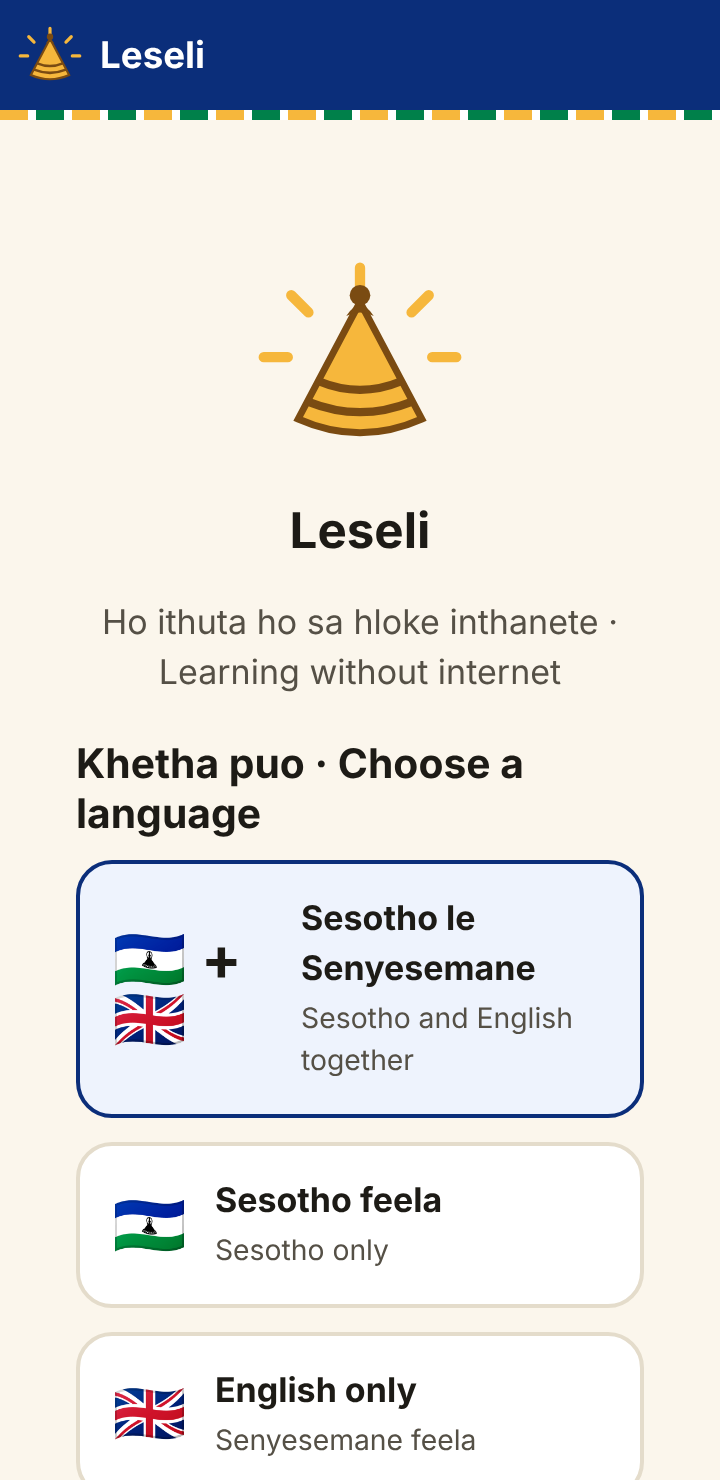 Leseli
Leseli
Ho ithuta ho sa hloke inthanete ·
Learning without internet
Khetha puo · Choose a
language
+
Sesotho le
Senyesemane
Sesotho and English
together
Sesotho feela
Sesotho only
English only
Senyesemane feela